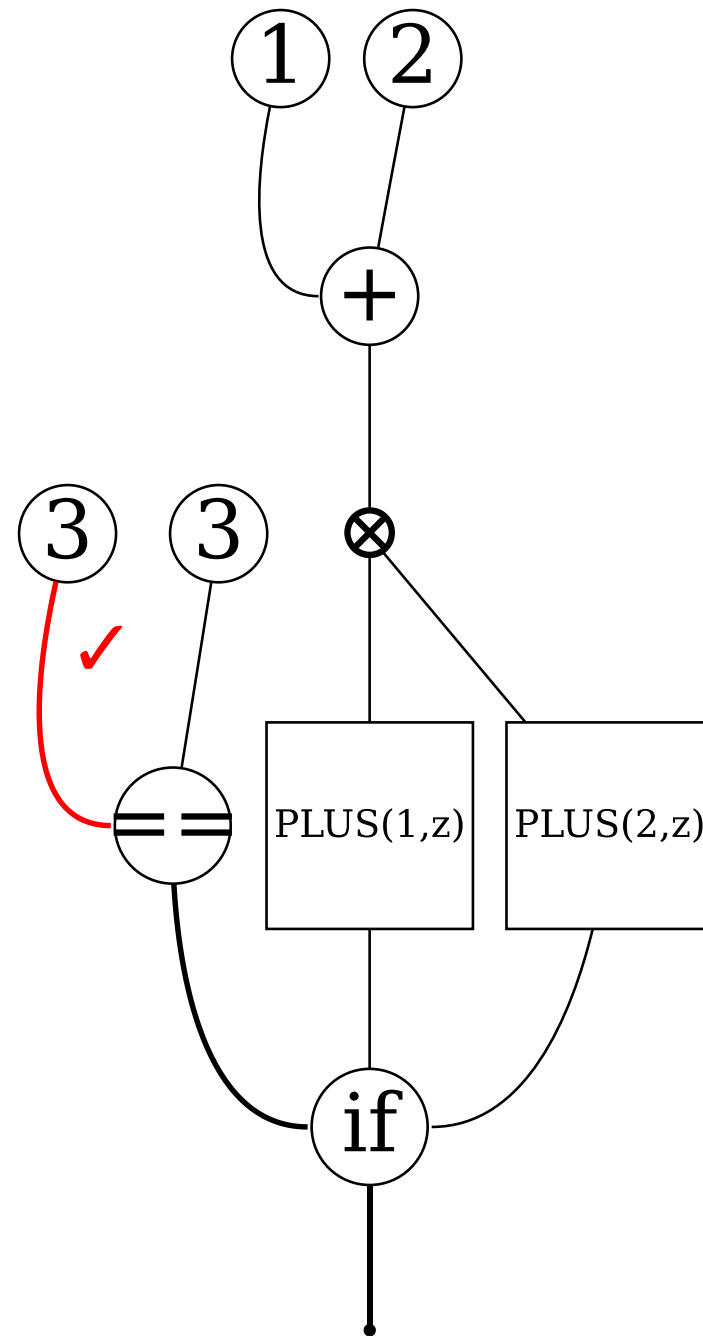 1 2
+
3 3
⊗
✓
== PLUS(1,z) PLUS(2,z)
if